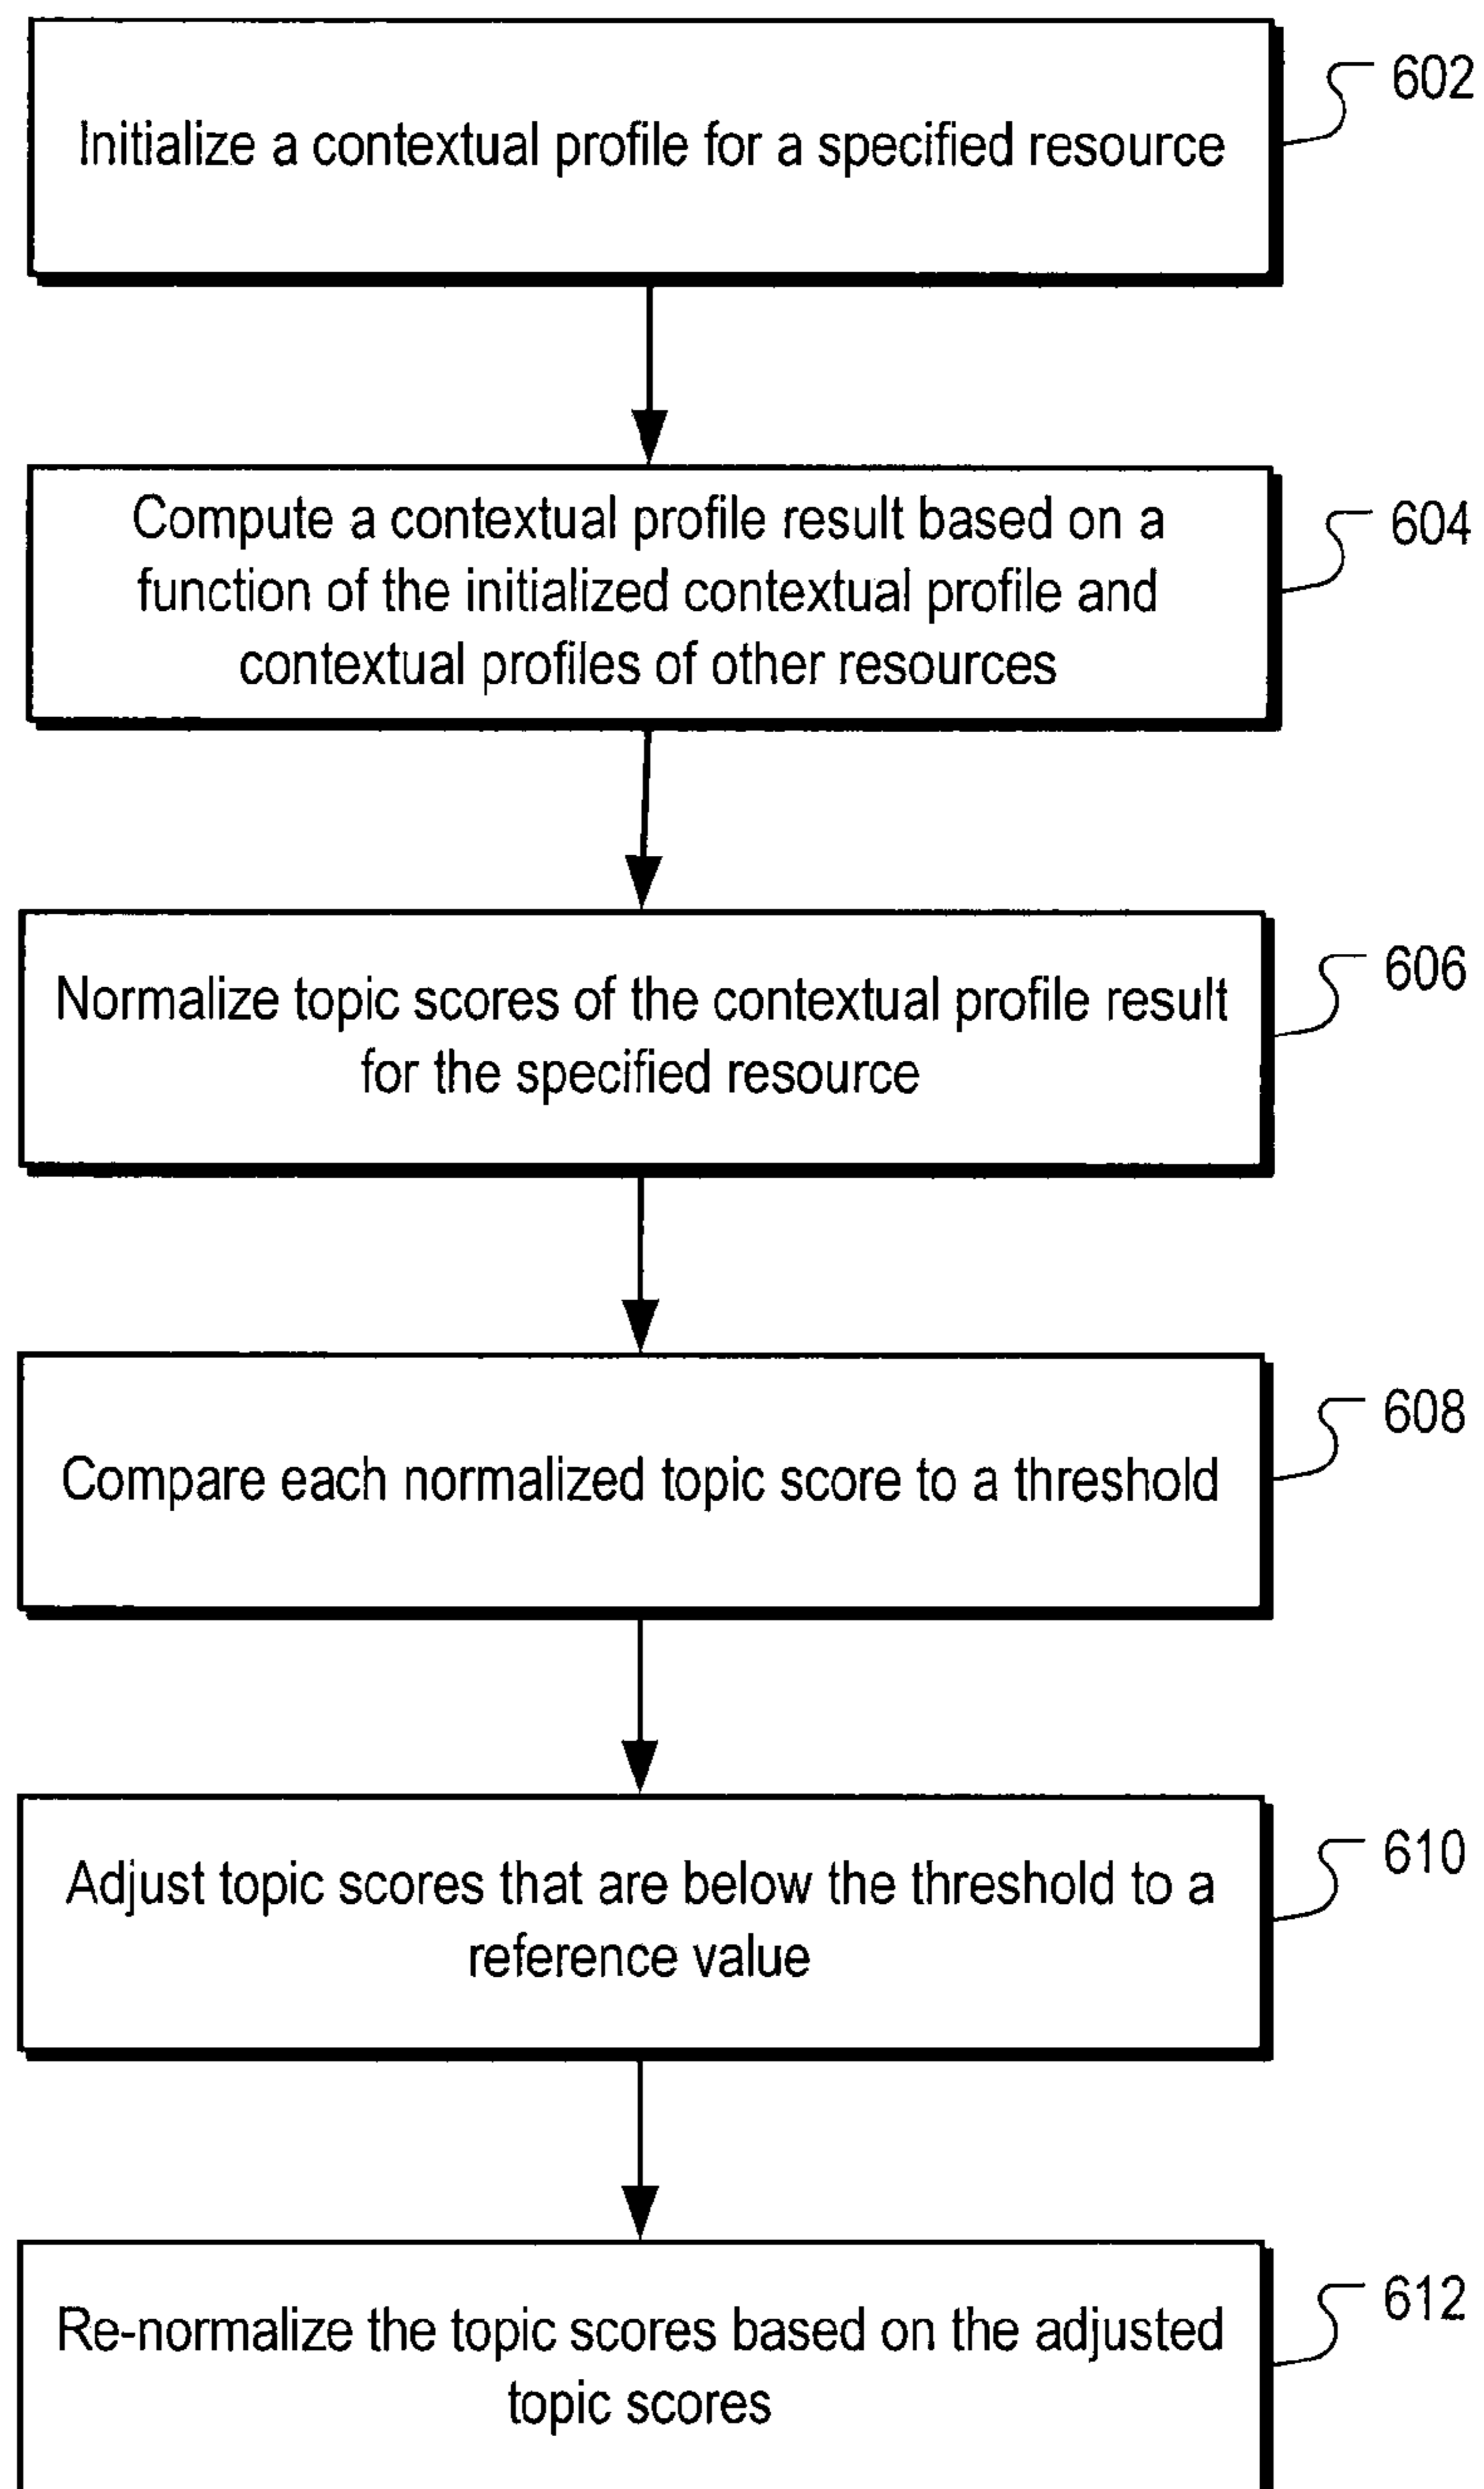 Initialize a contextual profile for a specified resource
602
Compute a contextual profile result based on a
function of the initialized contextual profile and
contextual profiles of other resources
604
Normalize topic scores of the contextual profile result
for the specified resource
606
Compare each normalized topic score to a threshold
608
Adjust topic scores that are below the threshold to a
reference value
610
Re-normalize the topic scores based on the adjusted
topic scores
612